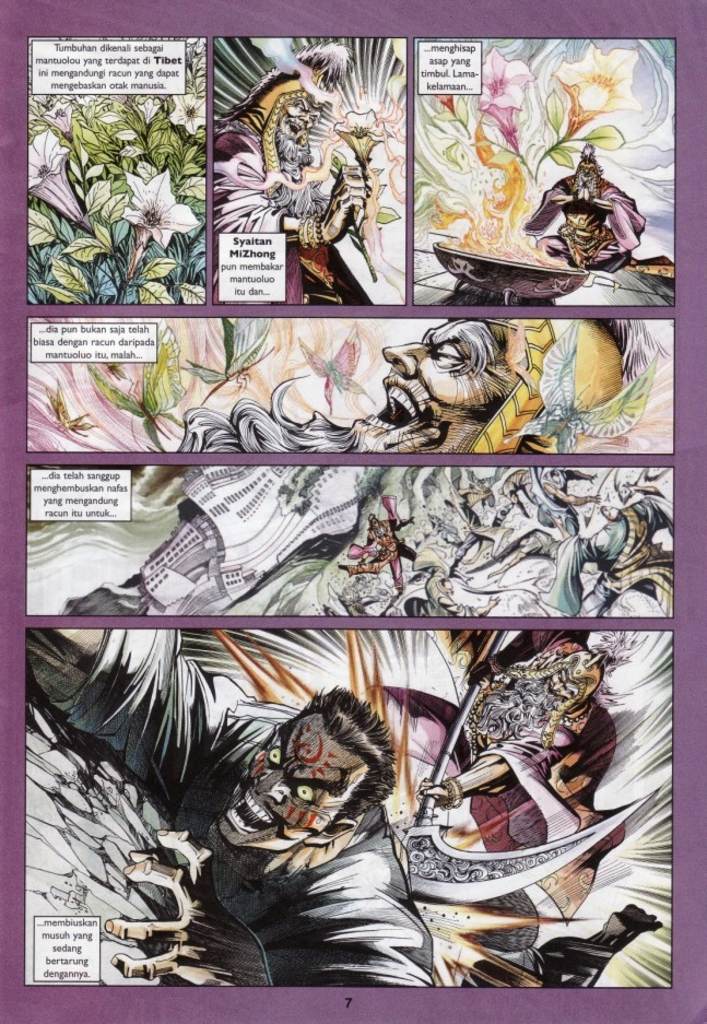 Tumbuhan dikenali sebagai
mantuolou yang terdapat di Tibet
ini mengandungi racun yang dapat
mengebaskan otak manusia.
Syaitan
MiZhong
pun membakar
mantuoluo
itu dan...
...menghisap
asap yang
timbul. Lama-
kelamaan...
...dia pun bukan saja telah
biasa dengan racun daripada
mantuoluo itu, malah...
...dia telah sanggup
menghembuskan nafas
yang mengandung
racun itu untuk...
...membiuskan
musuh yang
sedang
bertarung
dengannya.
7